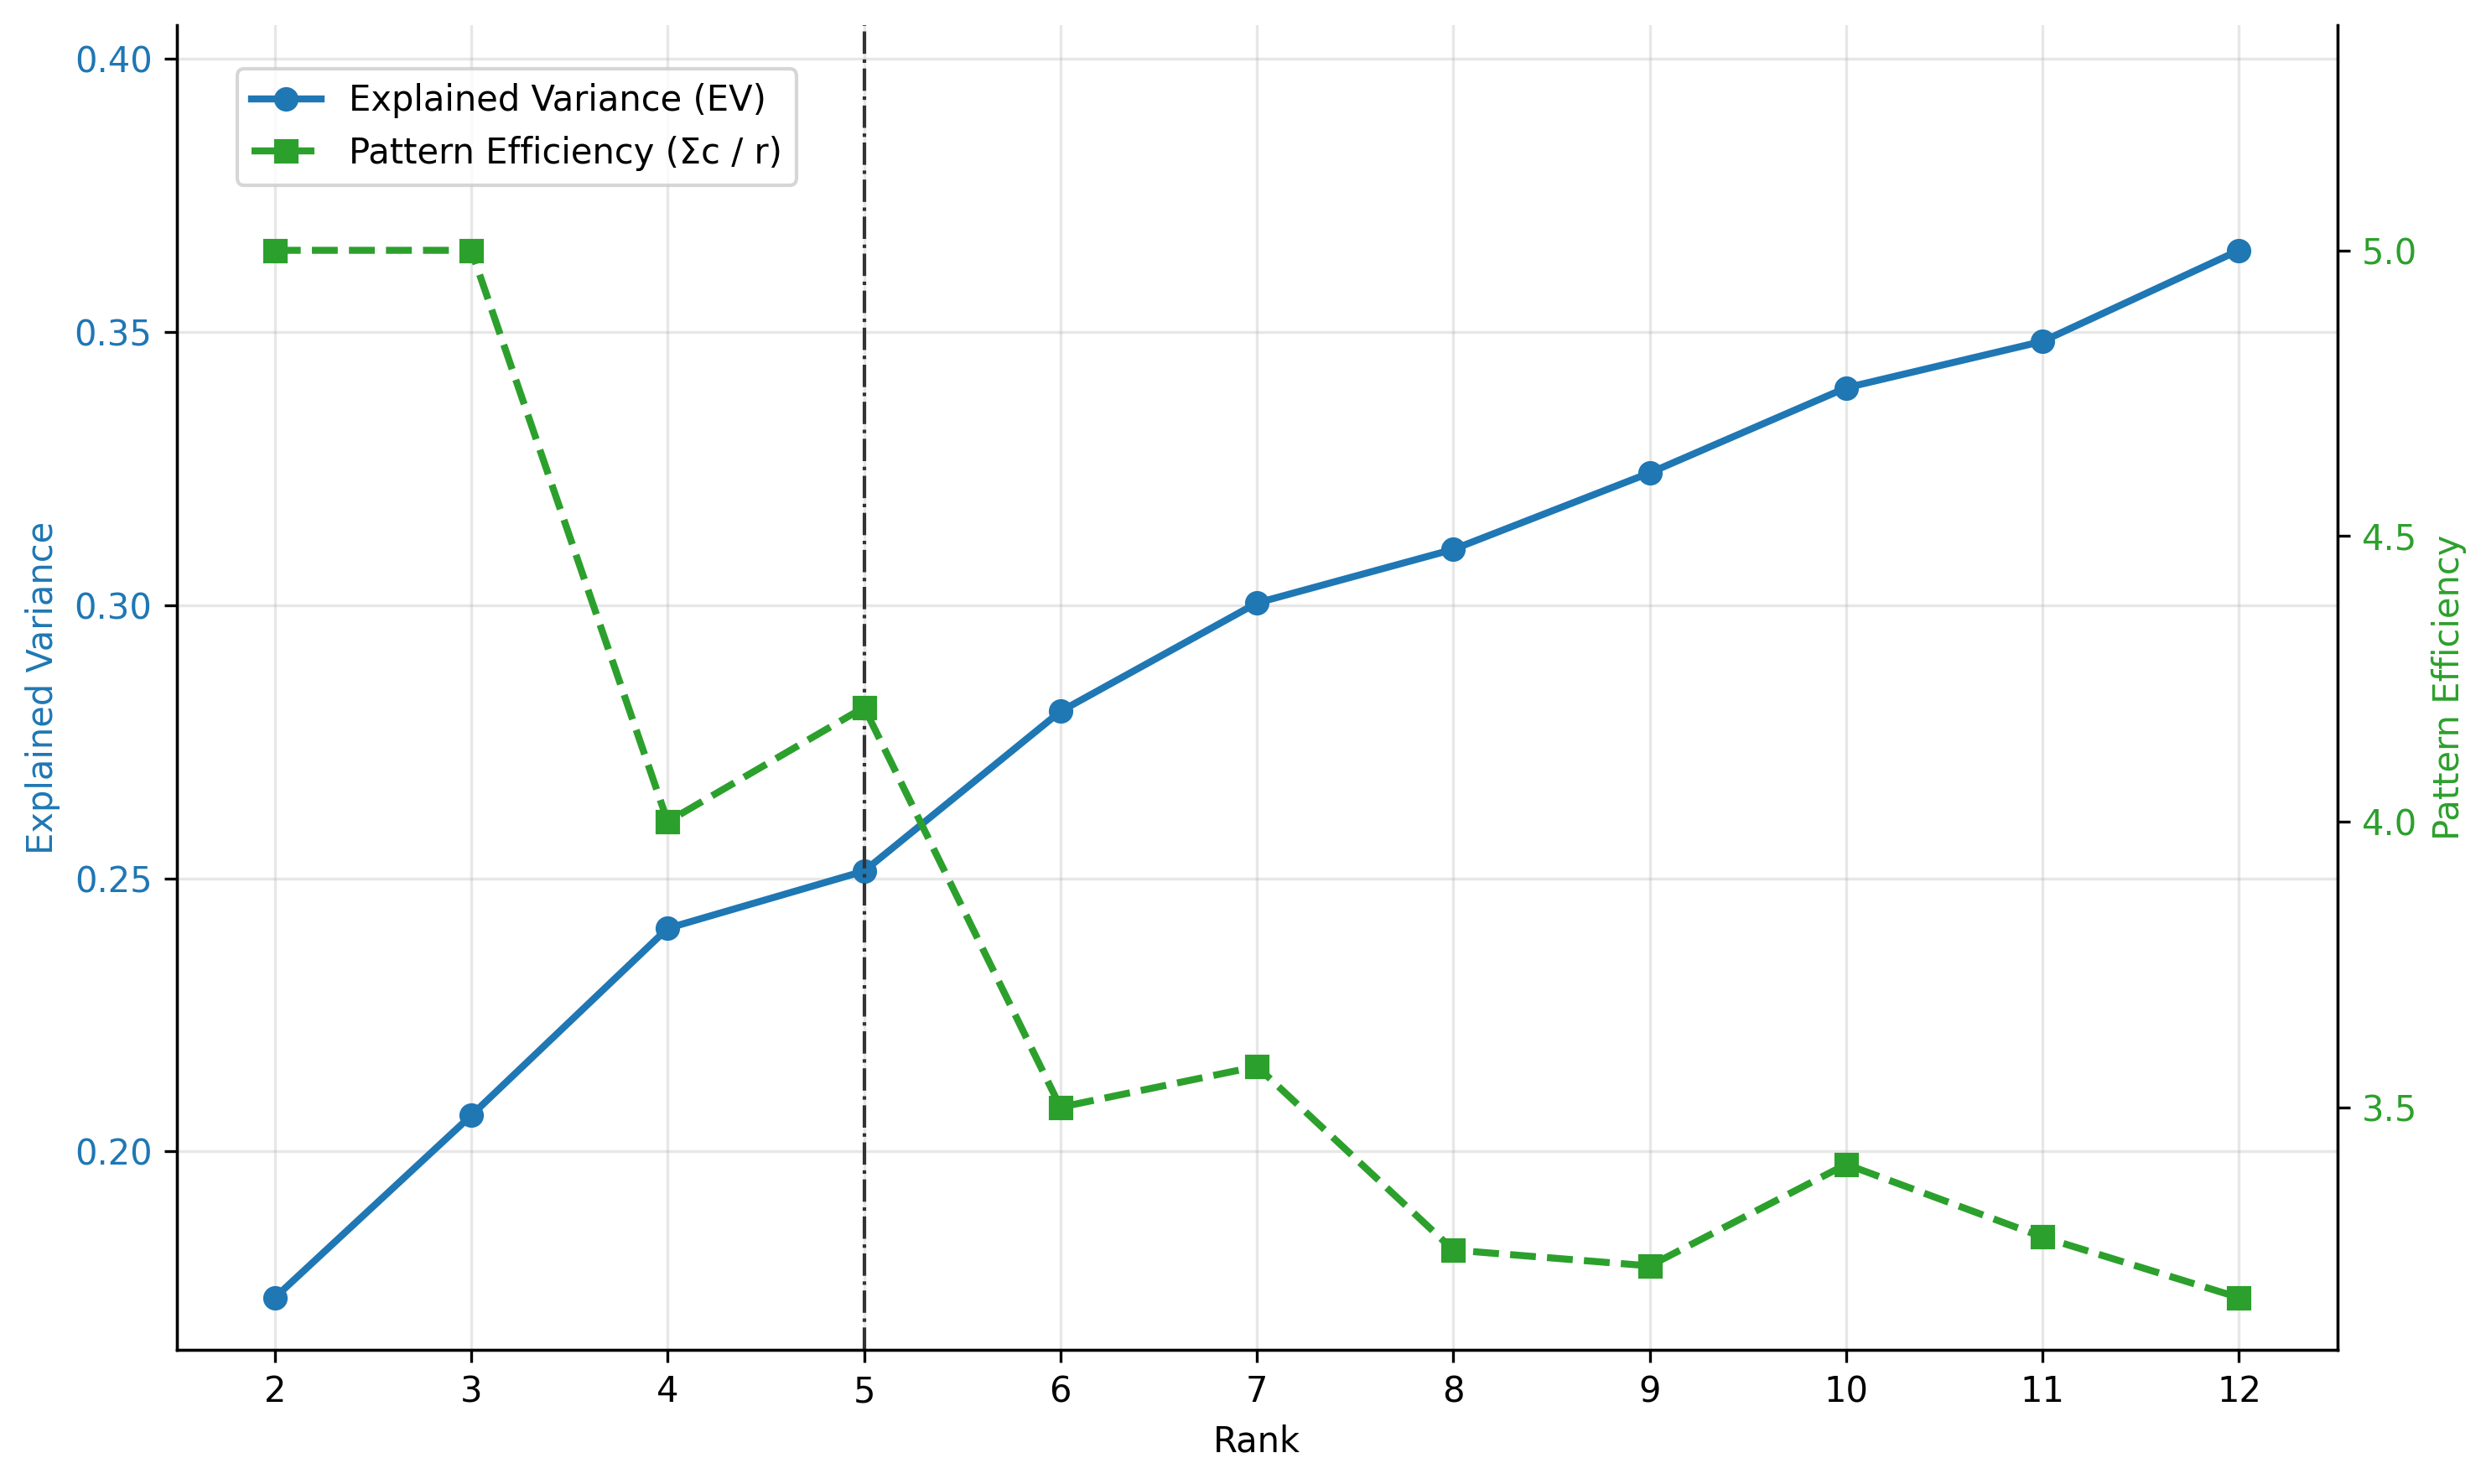 Explained Variance (EV)
Pattern Efficiency (Σc / r)
Explained Variance
0.40
0.35
0.30
0.25
0.20
5.0
4.5
4.0
3.5
Pattern Efficiency
2 3 4 5 6 7 8 9 10 11 12
Rank